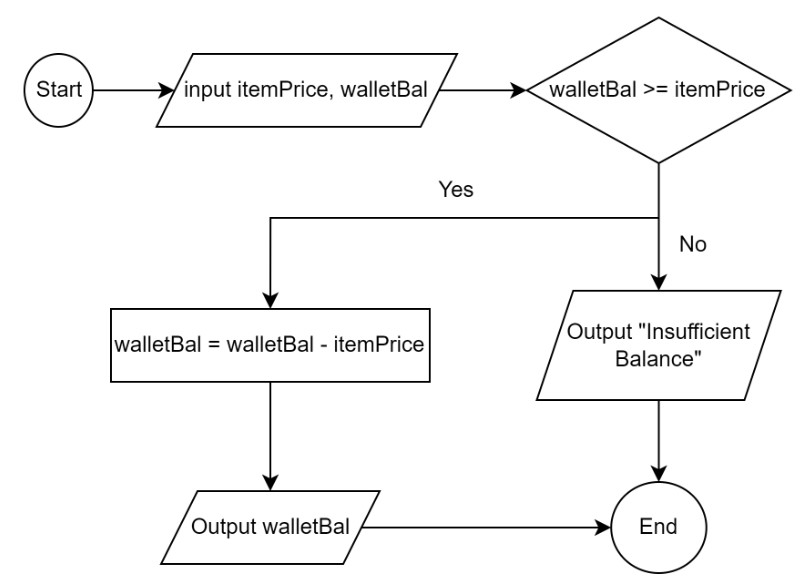 Start
input itemPrice, walletBal
walletBal >= itemPrice
Yes
No
walletBal = walletBal - itemPrice
Output "Insufficient
Balance"
Output walletBal
End